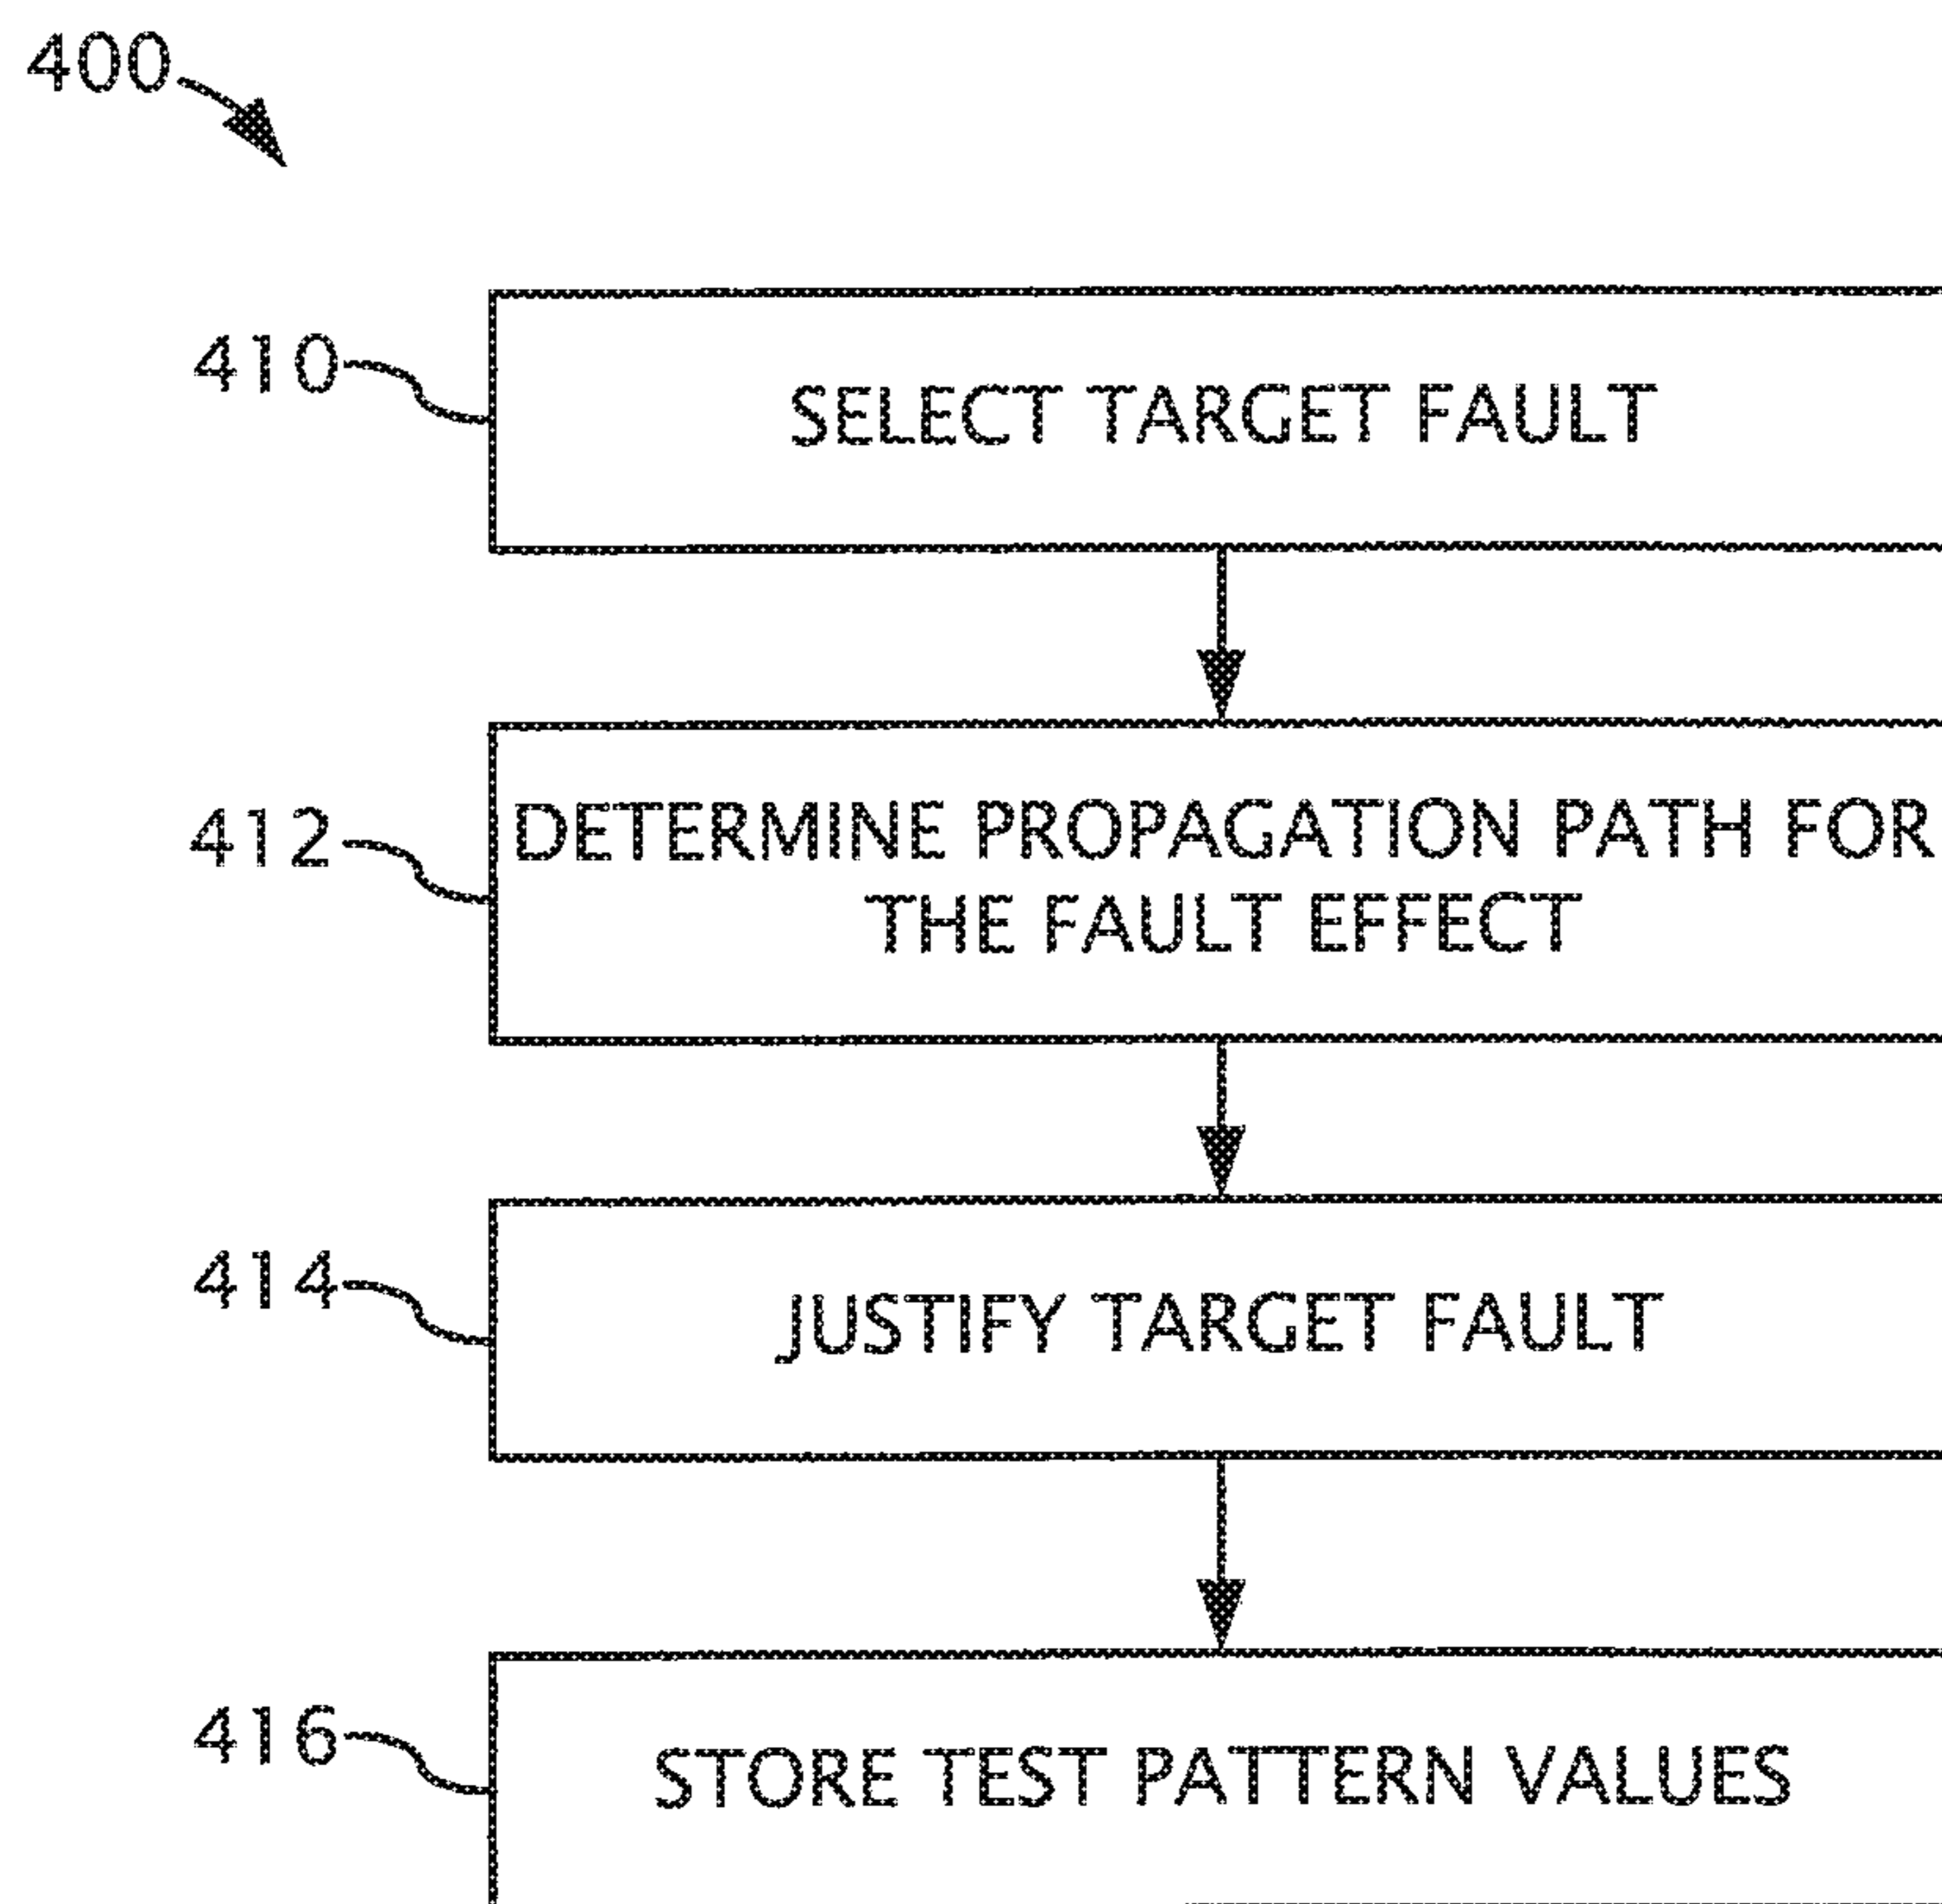 400
410
SELECT TARGET FAULT
412
DETERMINE PROPAGATION PATH FOR
THE FAULT EFFECT
414
JUSTIFY TARGET FAULT
416
STORE TEST PATTERN VALUES